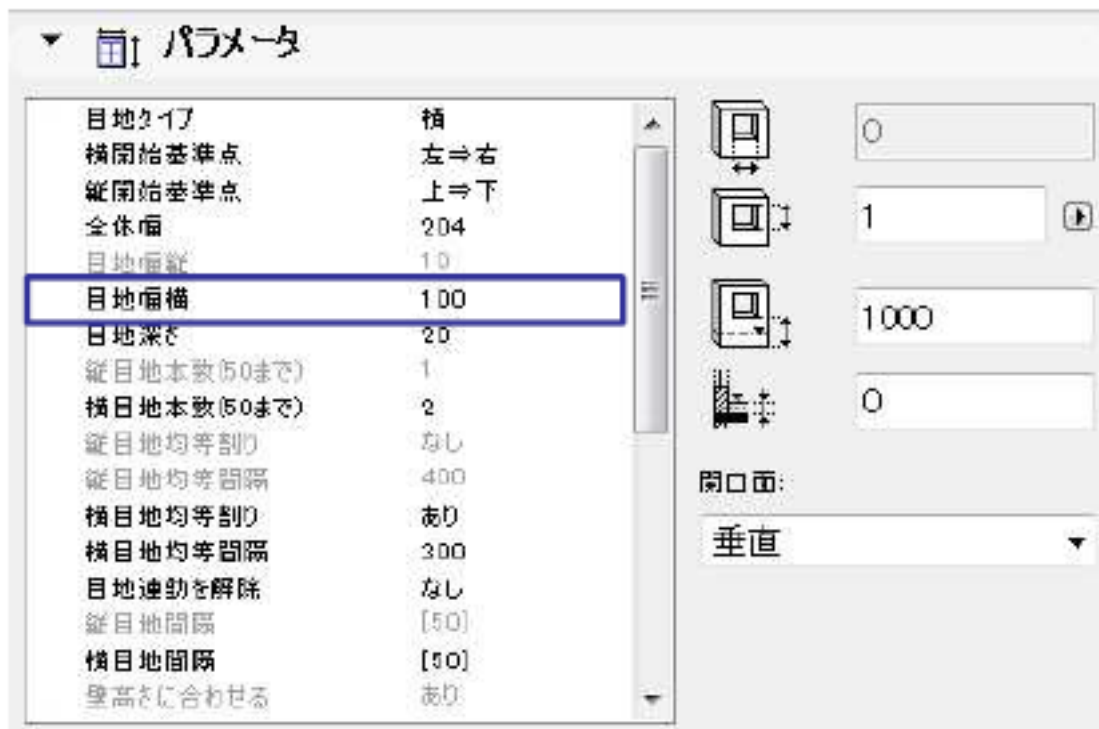 パラメータ
目地タイプ 横
横開始基準点 左⇒右
縦開始基準点 上⇒下
全体幅 204
目地幅縦 10
目地幅横 100
目地深さ 20
縦目地本数(50まで) 1
横目地本数(50まで) 2
縦目地均等割り なし
縦目地均等間隔 400
横目地均等割り あり
横目地均等間隔 300
目地連動を解除 なし
縦目地間隔 [50]
横目地間隔 [50]
壁高さに合わせる あり
0
1
1000
0
開口面:
垂直